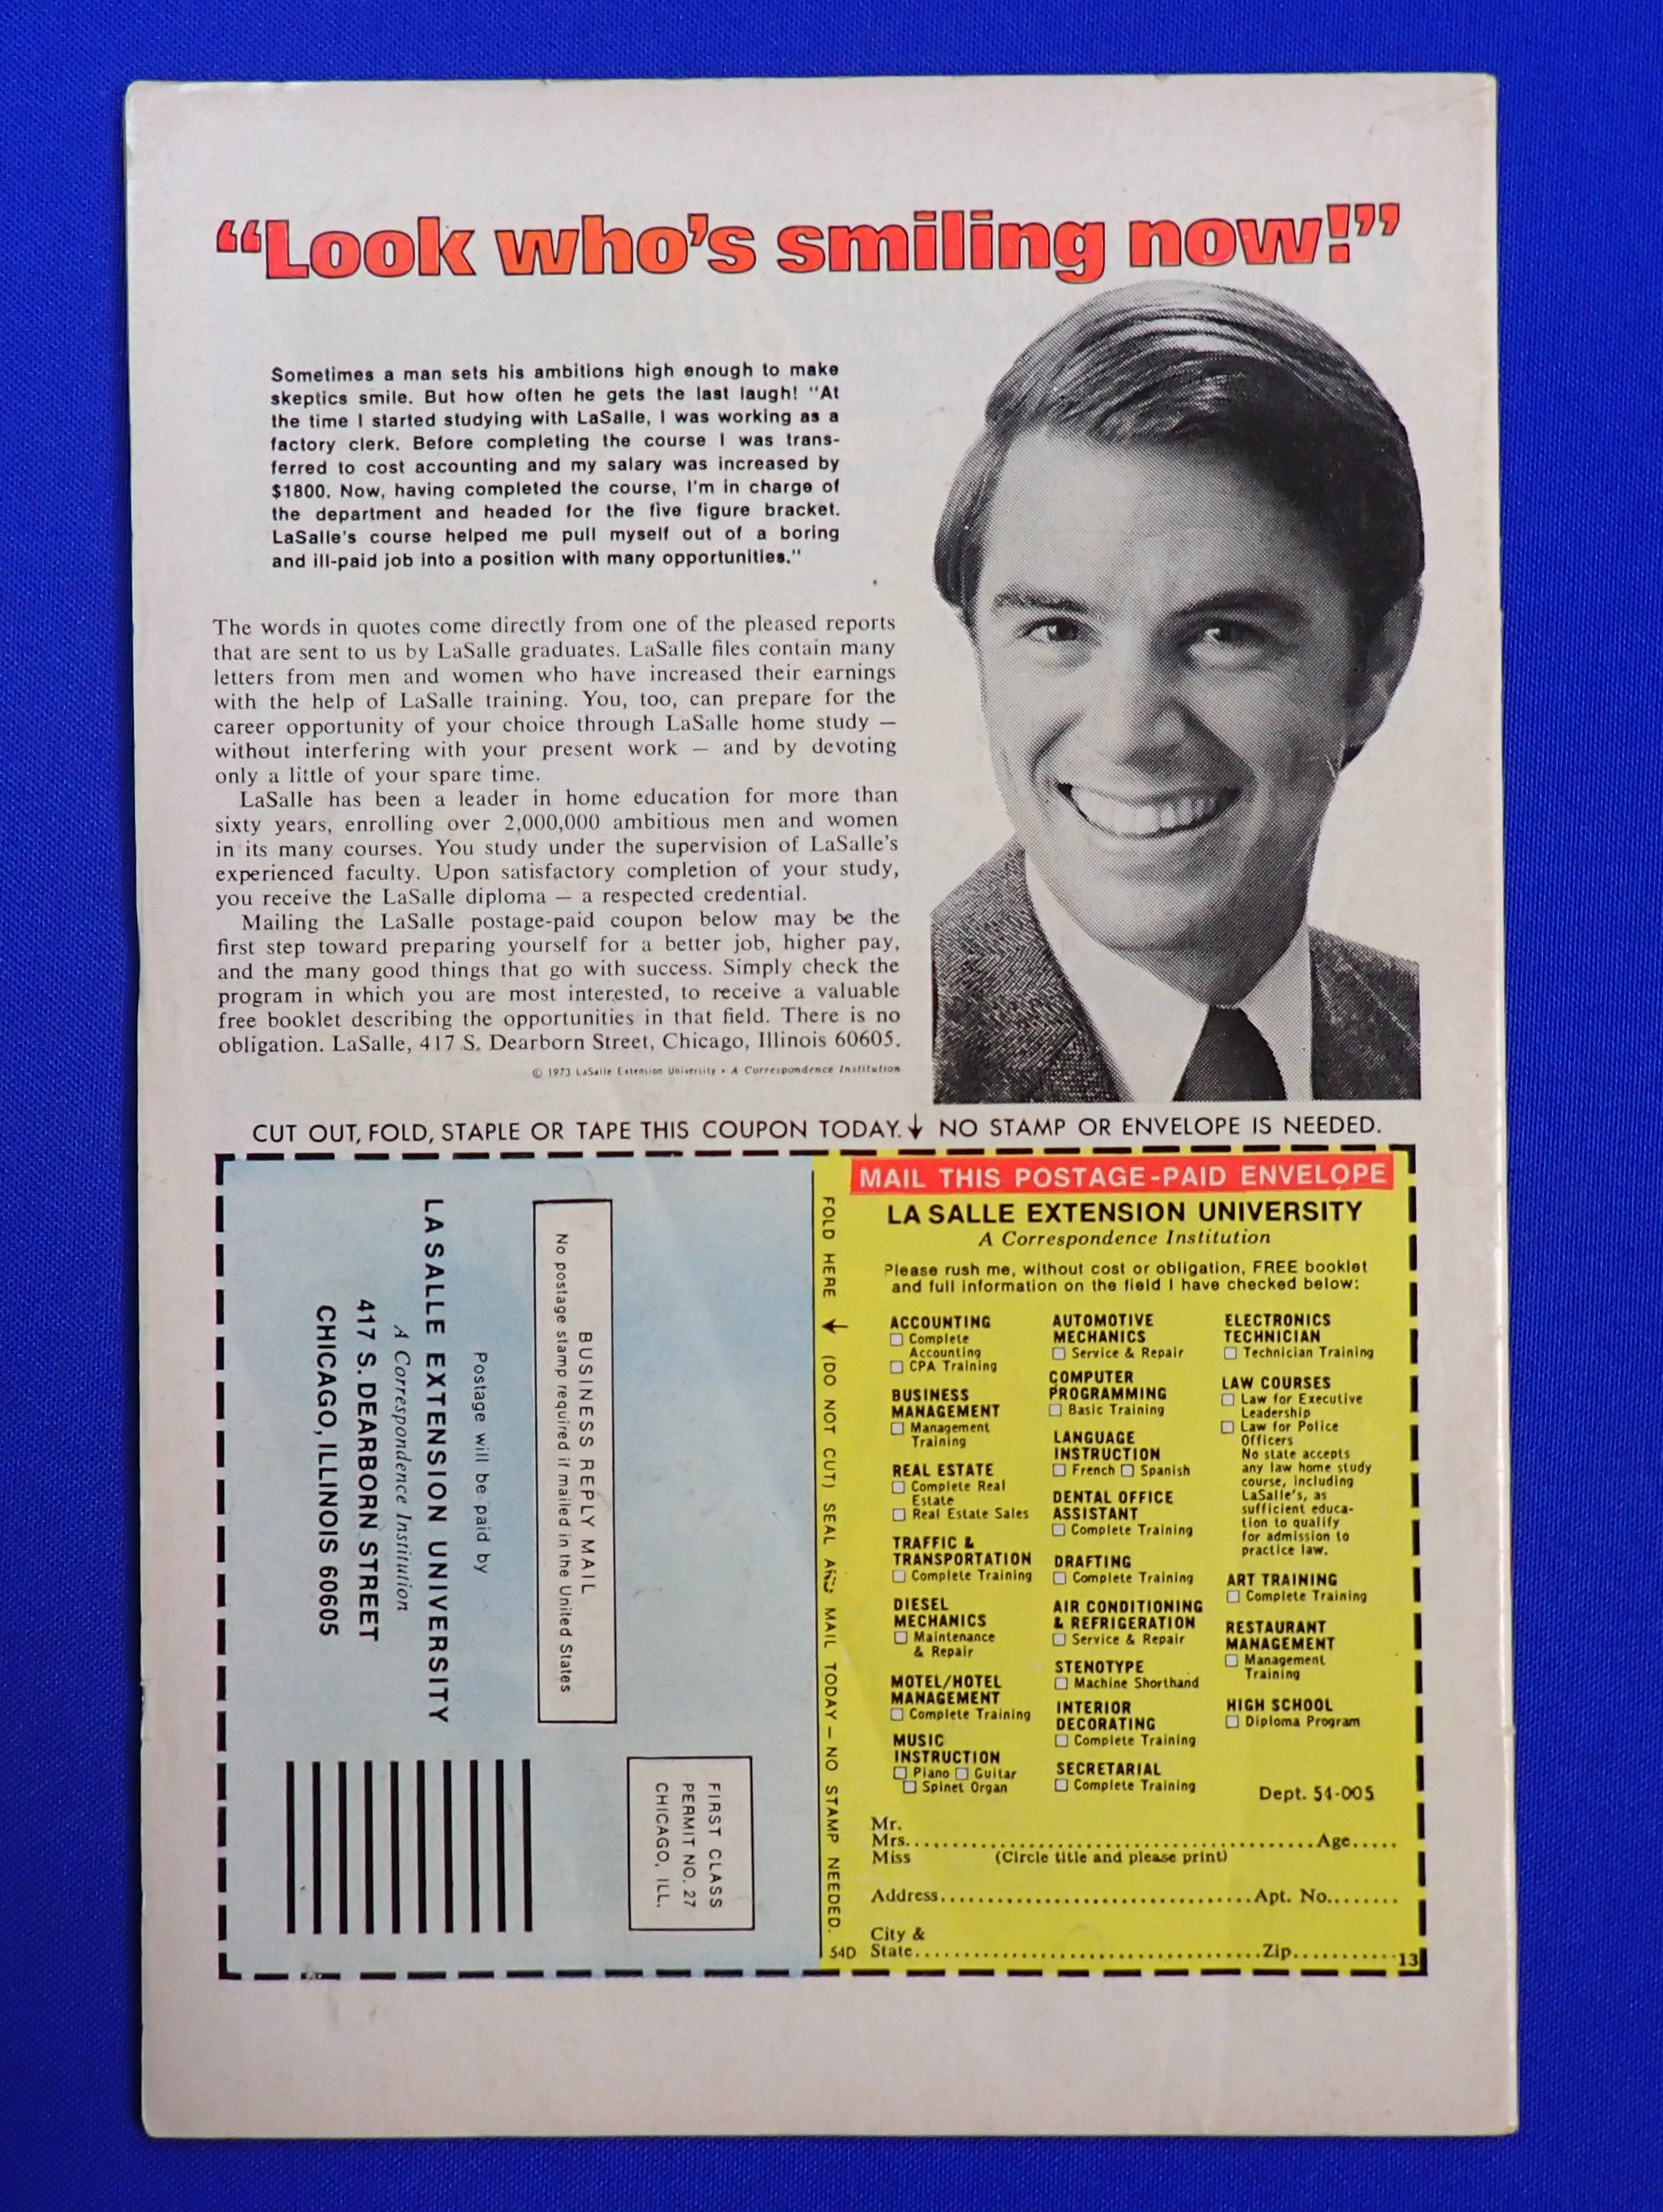 “Look who’s smiling now!”
Sometimes a man sets his ambitions high enough to make
skeptics smile. But how often he gets the last laugh! “At
the time I started studying with LaSalle, I was working as a
factory clerk. Before completing the course I was trans-
ferred to cost accounting and my salary was increased by
$1800. Now, having completed the course, I’m in charge of
the department and headed for the five figure bracket.
LaSalle’s course helped me pull myself out of a boring
and ill-paid job into a position with many opportunities.”
The words in quotes come directly from one of the pleased reports
that are sent to us by LaSalle graduates. LaSalle files contain many
letters from men and women who have increased their earnings
with the help of LaSalle training. You, too, can prepare for the
career opportunity of your choice through LaSalle home study —
without interfering with your present work — and by devoting
only a little of your spare time.
LaSalle has been a leader in home education for more than
sixty years, enrolling over 2,000,000 ambitious men and women
in its many courses. You study under the supervision of LaSalle’s
experienced faculty. Upon satisfactory completion of your study,
you receive the LaSalle diploma — a respected credential.
Mailing the LaSalle postage-paid coupon below may be the
first step toward preparing yourself for a better job, higher pay,
and the many good things that go with success. Simply check the
program in which you are most interested, to receive a valuable
free booklet describing the opportunities in that field. There is no
obligation. LaSalle, 417 S. Dearborn Street, Chicago, Illinois 60605.
© 1973 LaSalle Extension University • A Correspondence Institution
CUT OUT, FOLD, STAPLE OR TAPE THIS COUPON TODAY. ↓ NO STAMP OR ENVELOPE IS NEEDED.
FIRST CLASS
PERMIT NO. 27
CHICAGO, ILL.
BUSINESS REPLY MAIL
No postage stamp required if mailed in the United States
Postage will be paid by
LA SALLE EXTENSION UNIVERSITY
A Correspondence Institution
417 S. DEARBORN STREET
CHICAGO, ILLINOIS 60605
FOLD HERE ↓ (DO NOT CUT) SEAL AND MAIL TODAY — NO STAMP NEEDED.
54D
MAIL THIS POSTAGE-PAID ENVELOPE
LA SALLE EXTENSION UNIVERSITY
A Correspondence Institution
Please rush me, without cost or obligation, FREE booklet
and full information on the field I have checked below:
ACCOUNTING
☐ Complete
Accounting
☐ CPA Training
BUSINESS
MANAGEMENT
☐ Management
Training
REAL ESTATE
☐ Complete Real
Estate
☐ Real Estate Sales
TRAFFIC &
TRANSPORTATION
☐ Complete Training
DIESEL
MECHANICS
☐ Maintenance
& Repair
MOTEL/HOTEL
MANAGEMENT
☐ Complete Training
MUSIC
INSTRUCTION
☐ Piano ☐ Guitar
☐ Spinet Organ
AUTOMOTIVE
MECHANICS
☐ Service & Repair
COMPUTER
PROGRAMMING
☐ Basic Training
LANGUAGE
INSTRUCTION
☐ French ☐ Spanish
DENTAL OFFICE
ASSISTANT
☐ Complete Training
DRAFTING
☐ Complete Training
AIR CONDITIONING
& REFRIGERATION
☐ Service & Repair
STENOTYPE
☐ Machine Shorthand
INTERIOR
DECORATING
☐ Complete Training
SECRETARIAL
☐ Complete Training
ELECTRONICS
TECHNICIAN
☐ Technician Training
LAW COURSES
☐ Law for Executive
Leadership
☐ Law for Police
Officers
No state accepts
any law home study
course, including
LaSalle’s, as
sufficient educa-
tion to qualify
for admission to
practice law.
ART TRAINING
☐ Complete Training
RESTAURANT
MANAGEMENT
☐ Management
Training
HIGH SCHOOL
☐ Diploma Program
Dept. 54-005
Mr.
Mrs. Age
Miss (Circle title and please print)
Address Apt. No.
City &
State Zip 13